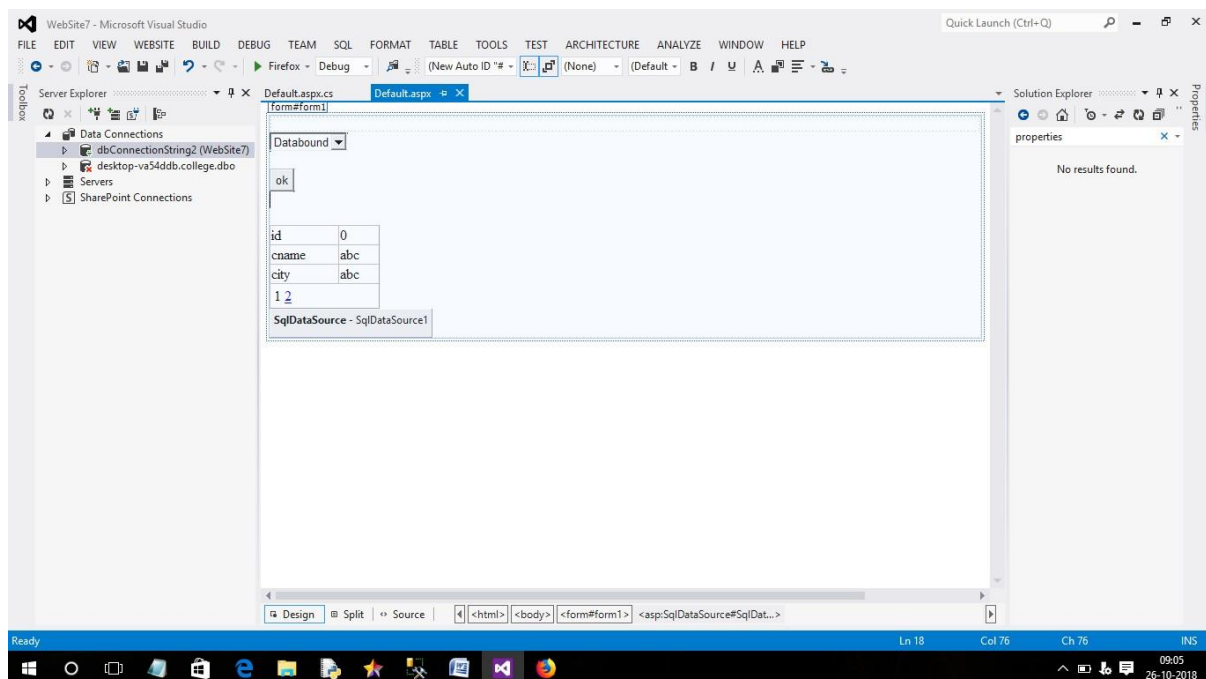 WebSite7 - Microsoft Visual Studio
Quick Launch (Ctrl+Q)
FILE EDIT VIEW WEBSITE BUILD DEBUG TEAM SQL FORMAT TABLE TOOLS TEST ARCHITECTURE ANALYZE WINDOW HELP
Firefox Debug (New Auto ID "# (None) (Default B I U A
Toolbox
Server Explorer
Data Connections
dbConnectionString2 (WebSite7)
desktop-va54ddb.college.dbo
Servers
SharePoint Connections
Default.aspx.cs Default.aspx
form#form1
Databound
ok
id 0
cname abc
city abc
1 2
SqlDataSource - SqlDataSource1
Design Split Source <html> <body> <form#form1> <asp:SqlDataSource#SqlDat...>
Solution Explorer
properties
No results found.
Properties
Ready Ln 18 Col 76 Ch 76 INS
09:05
26-10-2018